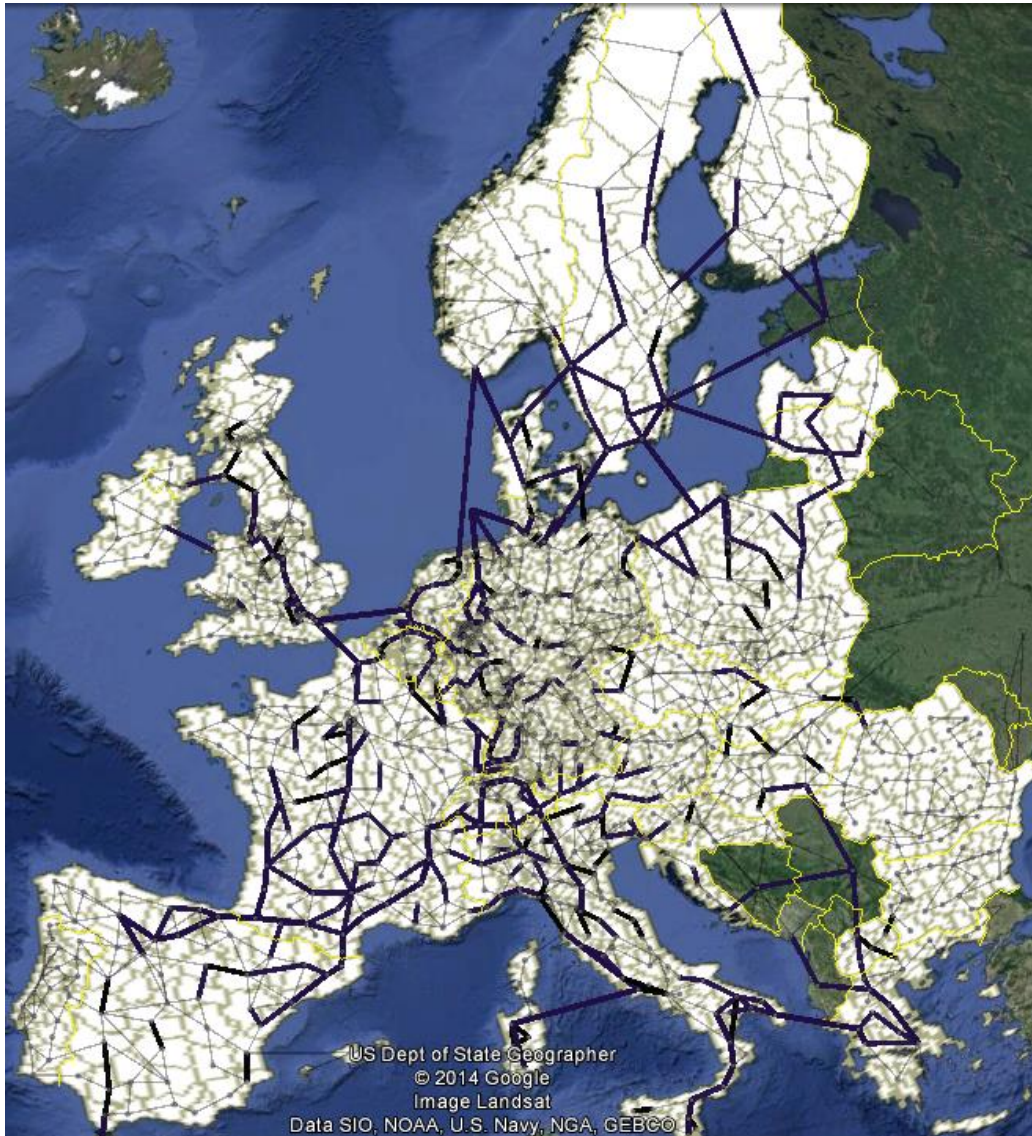 US Dept of State Geographer
© 2014 Google
Image Landsat
Data SIO, NOAA, U.S. Navy, NGA, GEBCO